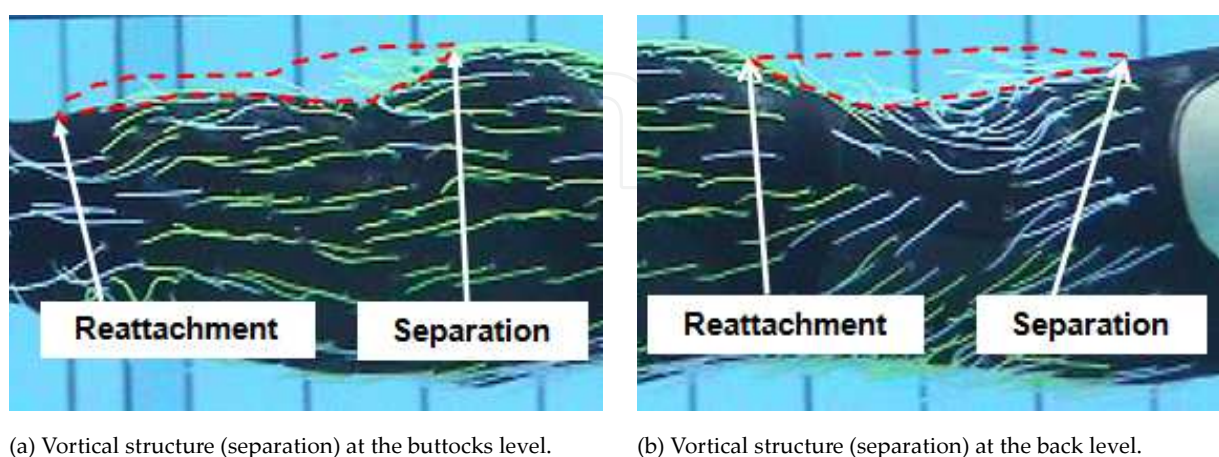 Reattachment
Separation
Reattachment
Separation
(a) Vortical structure (separation) at the buttocks level.
(b) Vortical structure (separation) at the back level.